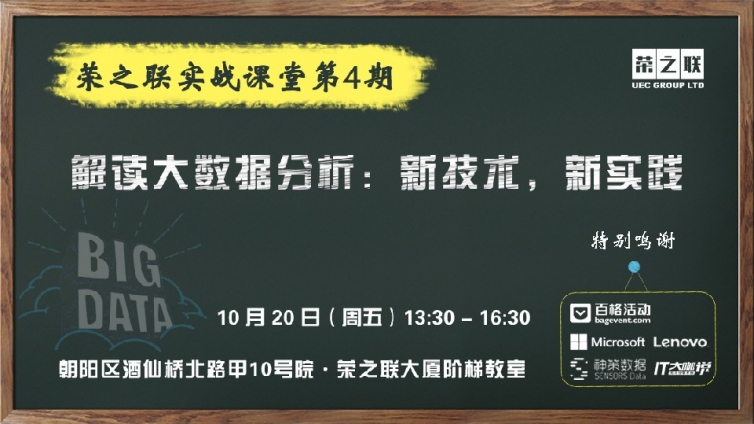 荣之联实战课堂第4期
荣之联
UEC GROUP LTD
解读大数据分析：新技术，新实践
特别鸣谢
BIG
DATA
10月20日（周五）13:30 - 16:30
百格活动
bagevent.com
Microsoft Lenovo
神策数据 IT大咖说
SENSORS Data
朝阳区酒仙桥北路甲10号院·荣之联大厦阶梯教室